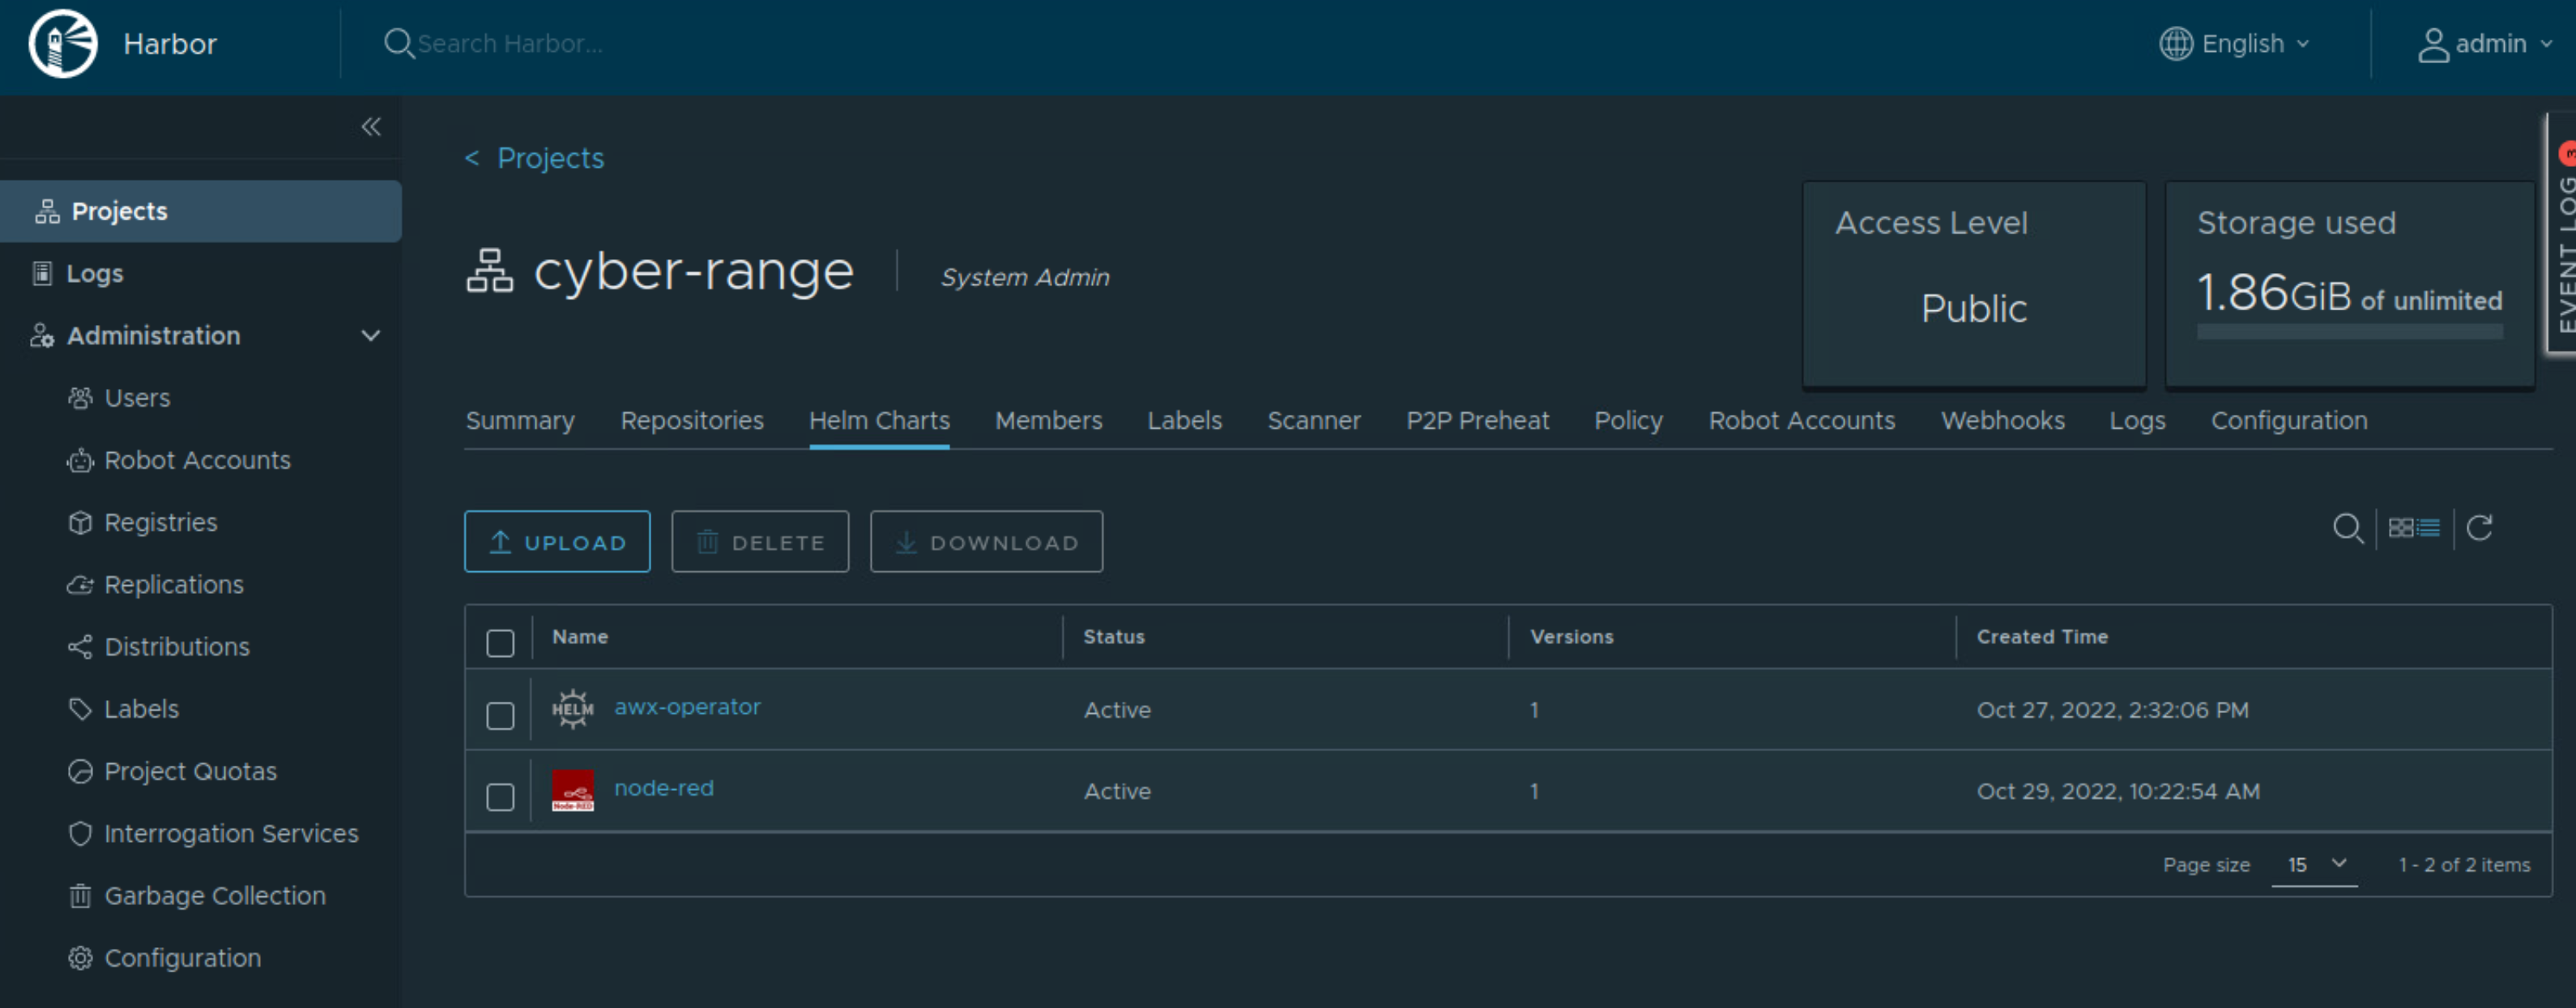 Harbor
Search Harbor...
English
admin
Projects
Logs
Administration
Users
Robot Accounts
Registries
Replications
Distributions
Labels
Project Quotas
Interrogation Services
Garbage Collection
Configuration
< Projects
cyber-range
System Admin
Access Level
Public
Storage used
1.86GiB of unlimited
EVENT LOG 3
Summary Repositories Helm Charts Members Labels Scanner P2P Preheat Policy Robot Accounts Webhooks Logs Configuration
UPLOAD DELETE DOWNLOAD
Name Status Versions Created Time
HELM awx-operator Active 1 Oct 27, 2022, 2:32:06 PM
Node-RED node-red Active 1 Oct 29, 2022, 10:22:54 AM
Page size 15 1 - 2 of 2 items